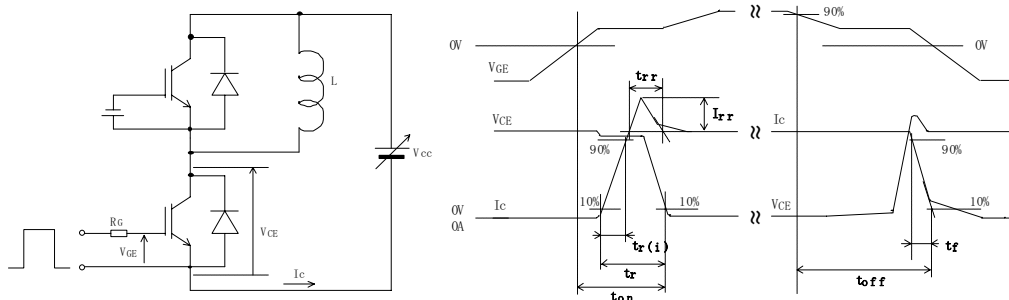 L
Vcc
RG
VGE
VCE
Ic
0V
VGE
90%
0V
trr
Irr
VCE
Ic
90%
90%
0V
0A
Ic
10%
10%
VCE
10%
tr(i)
tr
ton
tf
toff